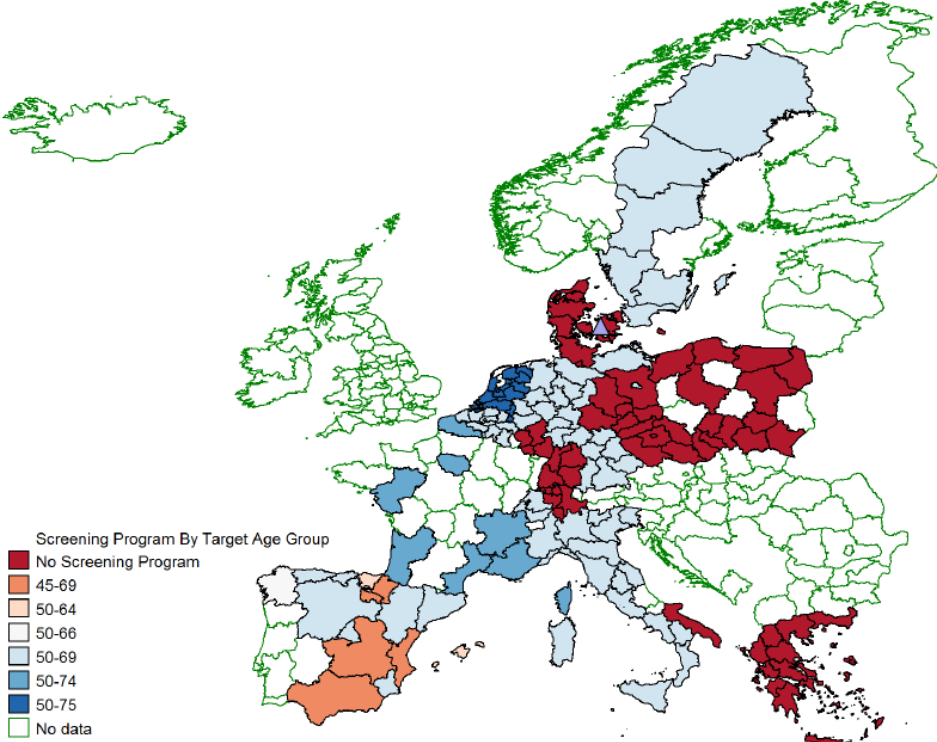 Screening Program By Target Age Group
No Screening Program
45-69
50-64
50-66
50-69
50-74
50-75
No data